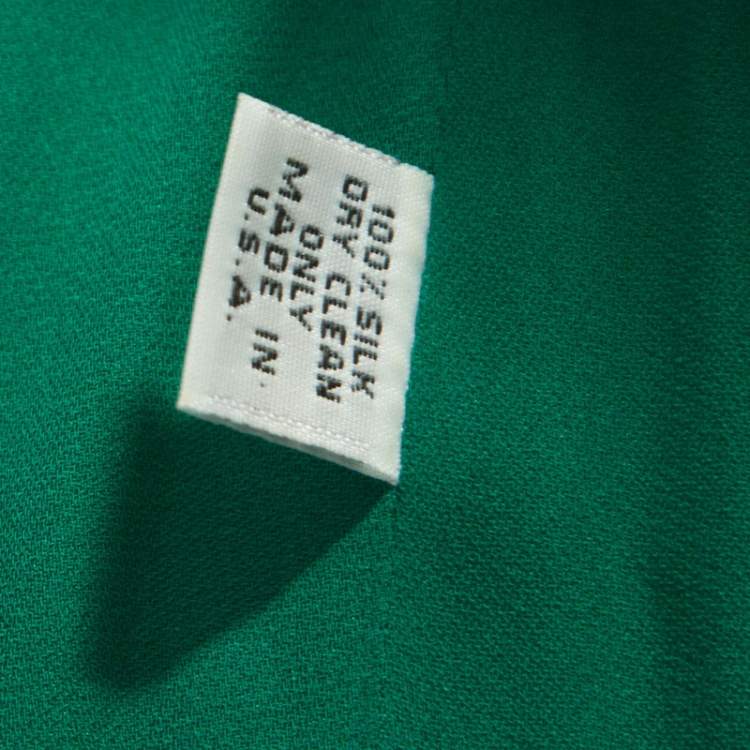 100% SILK
DRY CLEAN
ONLY
MADE IN
U.S.A.